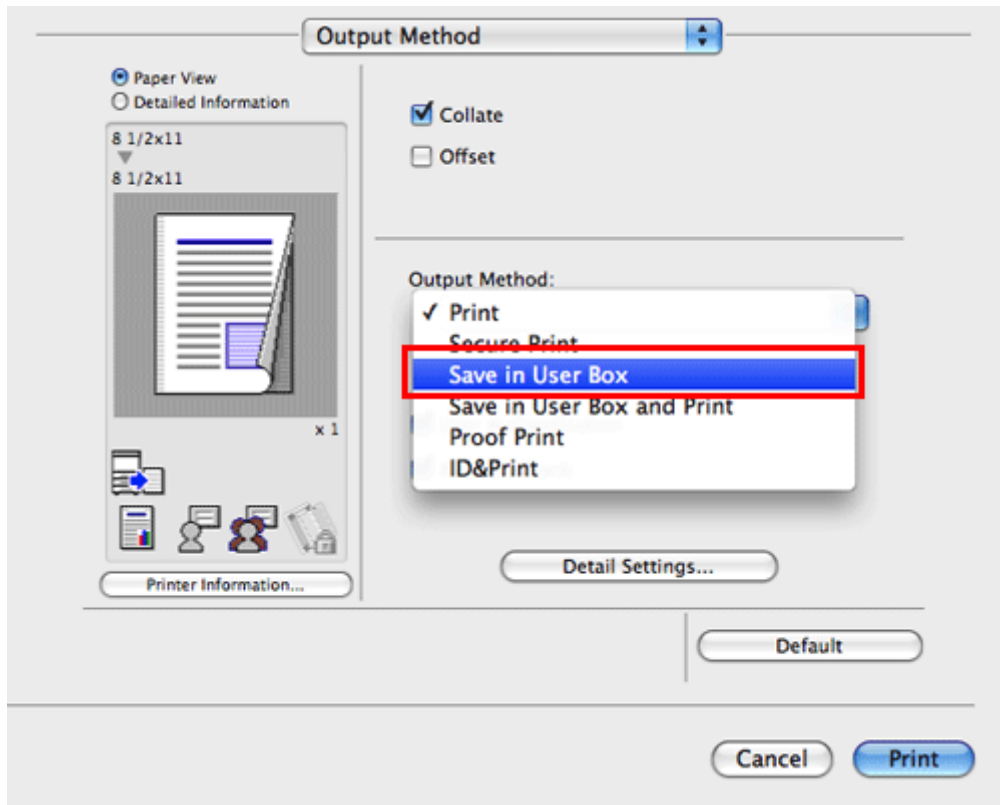 Output Method
Paper View
Detailed Information
8 1/2x11
8 1/2x11
x 1
Printer Information...
Collate
Offset
Output Method:
✓ Print
Secure Print
Save in User Box
Save in User Box and Print
Proof Print
ID&Print
Detail Settings...
Default
Cancel
Print